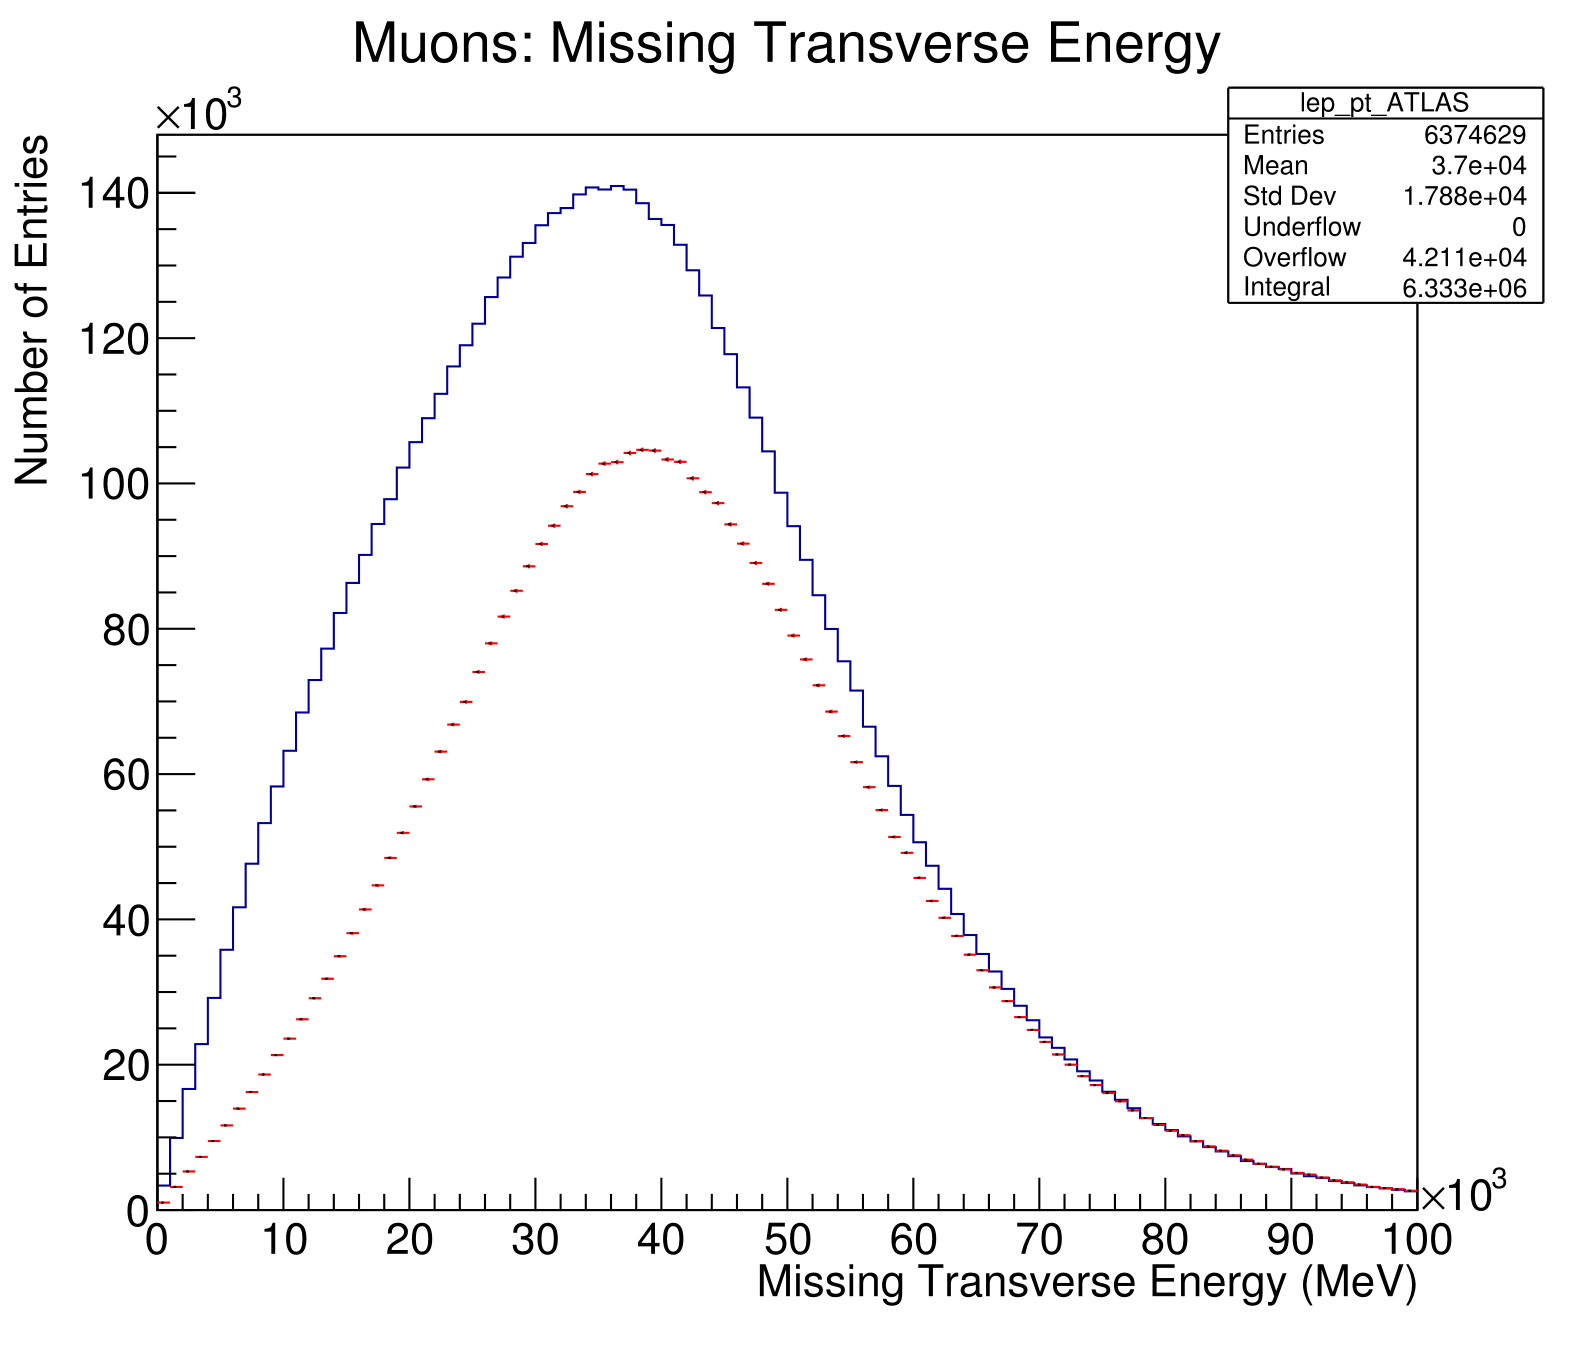 Muons: Missing Transverse Energy
×10³
Number of Entries
lep_pt_ATLAS
Entries 6374629
Mean 3.7e+04
Std Dev 1.788e+04
Underflow 0
Overflow 4.211e+04
Integral 6.333e+06
140
120
100
80
60
40
20
0
0 10 20 30 40 50 60 70 80 90 100
×10³
Missing Transverse Energy (MeV)